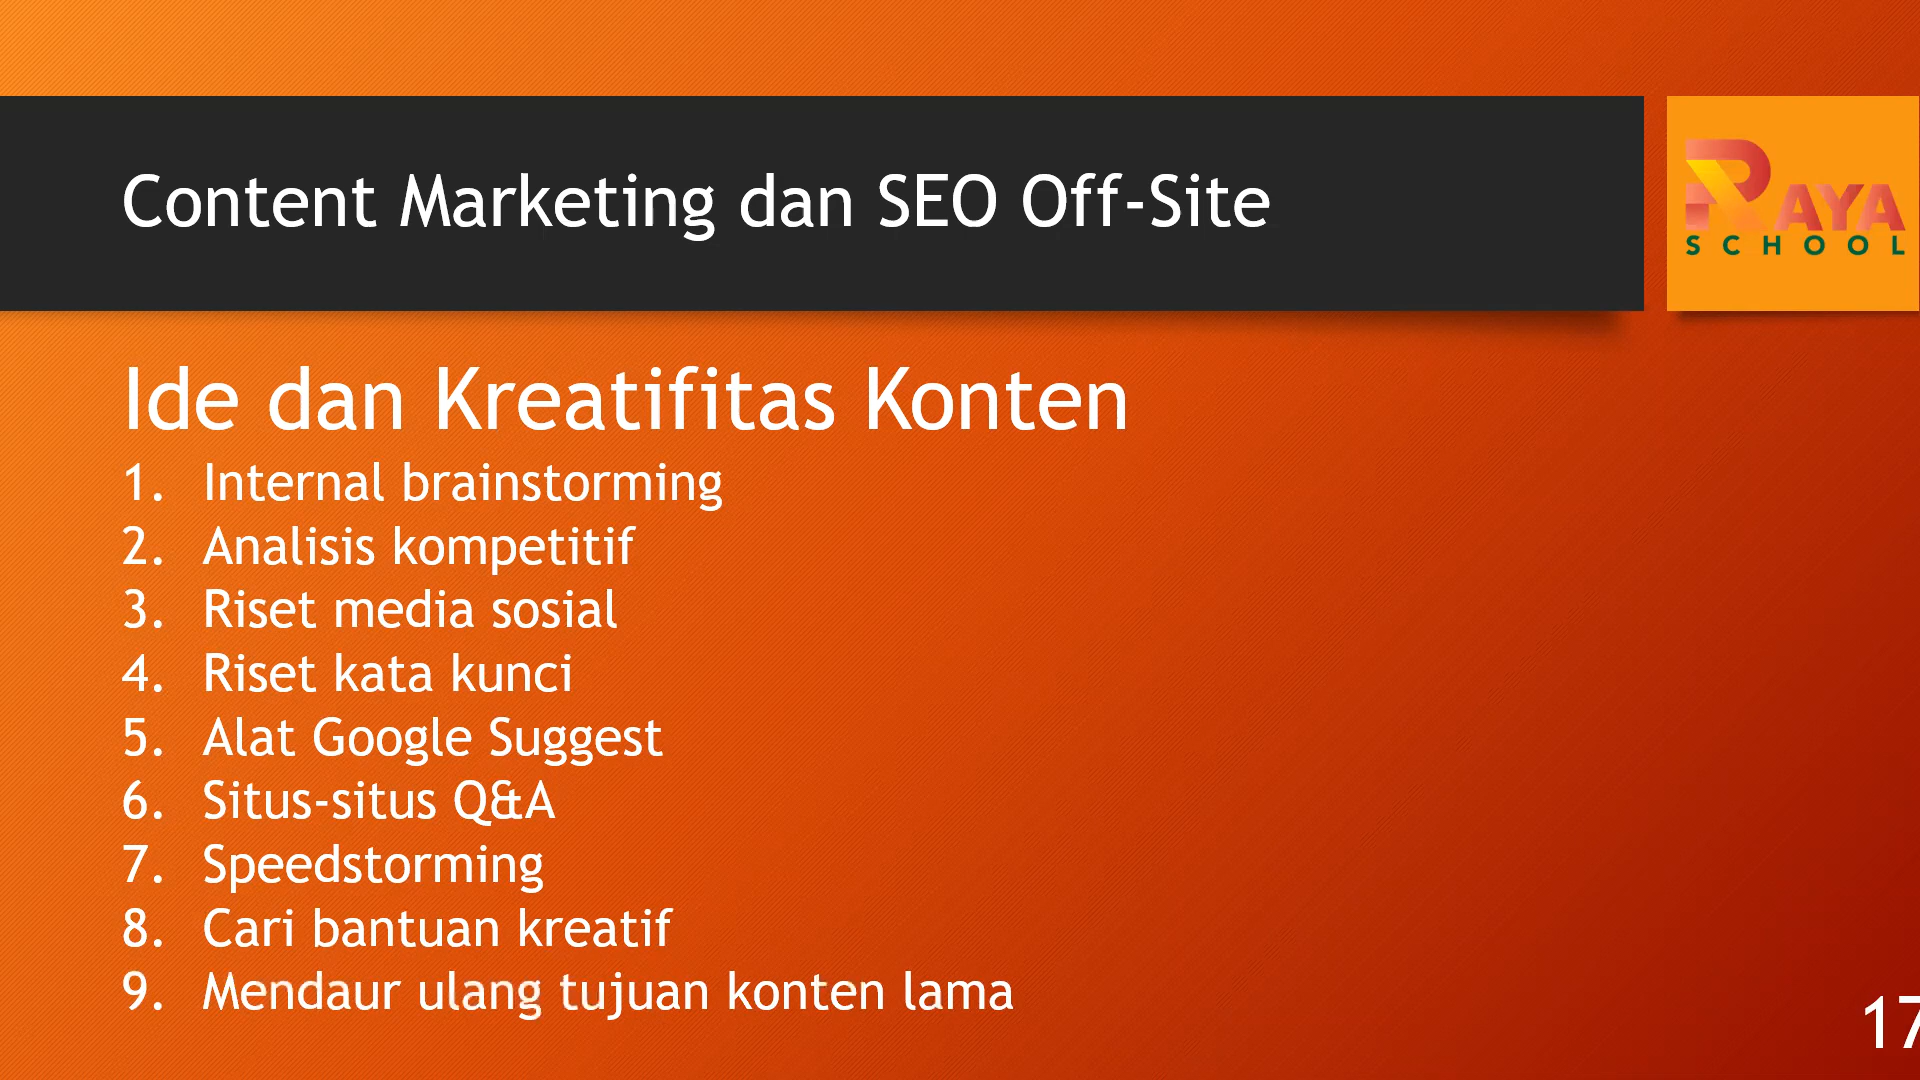 Content Marketing dan SEO Off-Site
RAYA
SCHOOL
Ide dan Kreatifitas Konten
1. Internal brainstorming
2. Analisis kompetitif
3. Riset media sosial
4. Riset kata kunci
5. Alat Google Suggest
6. Situs-situs Q&A
7. Speedstorming
8. Cari bantuan kreatif
9. Mendaur ulang tujuan konten lama
17